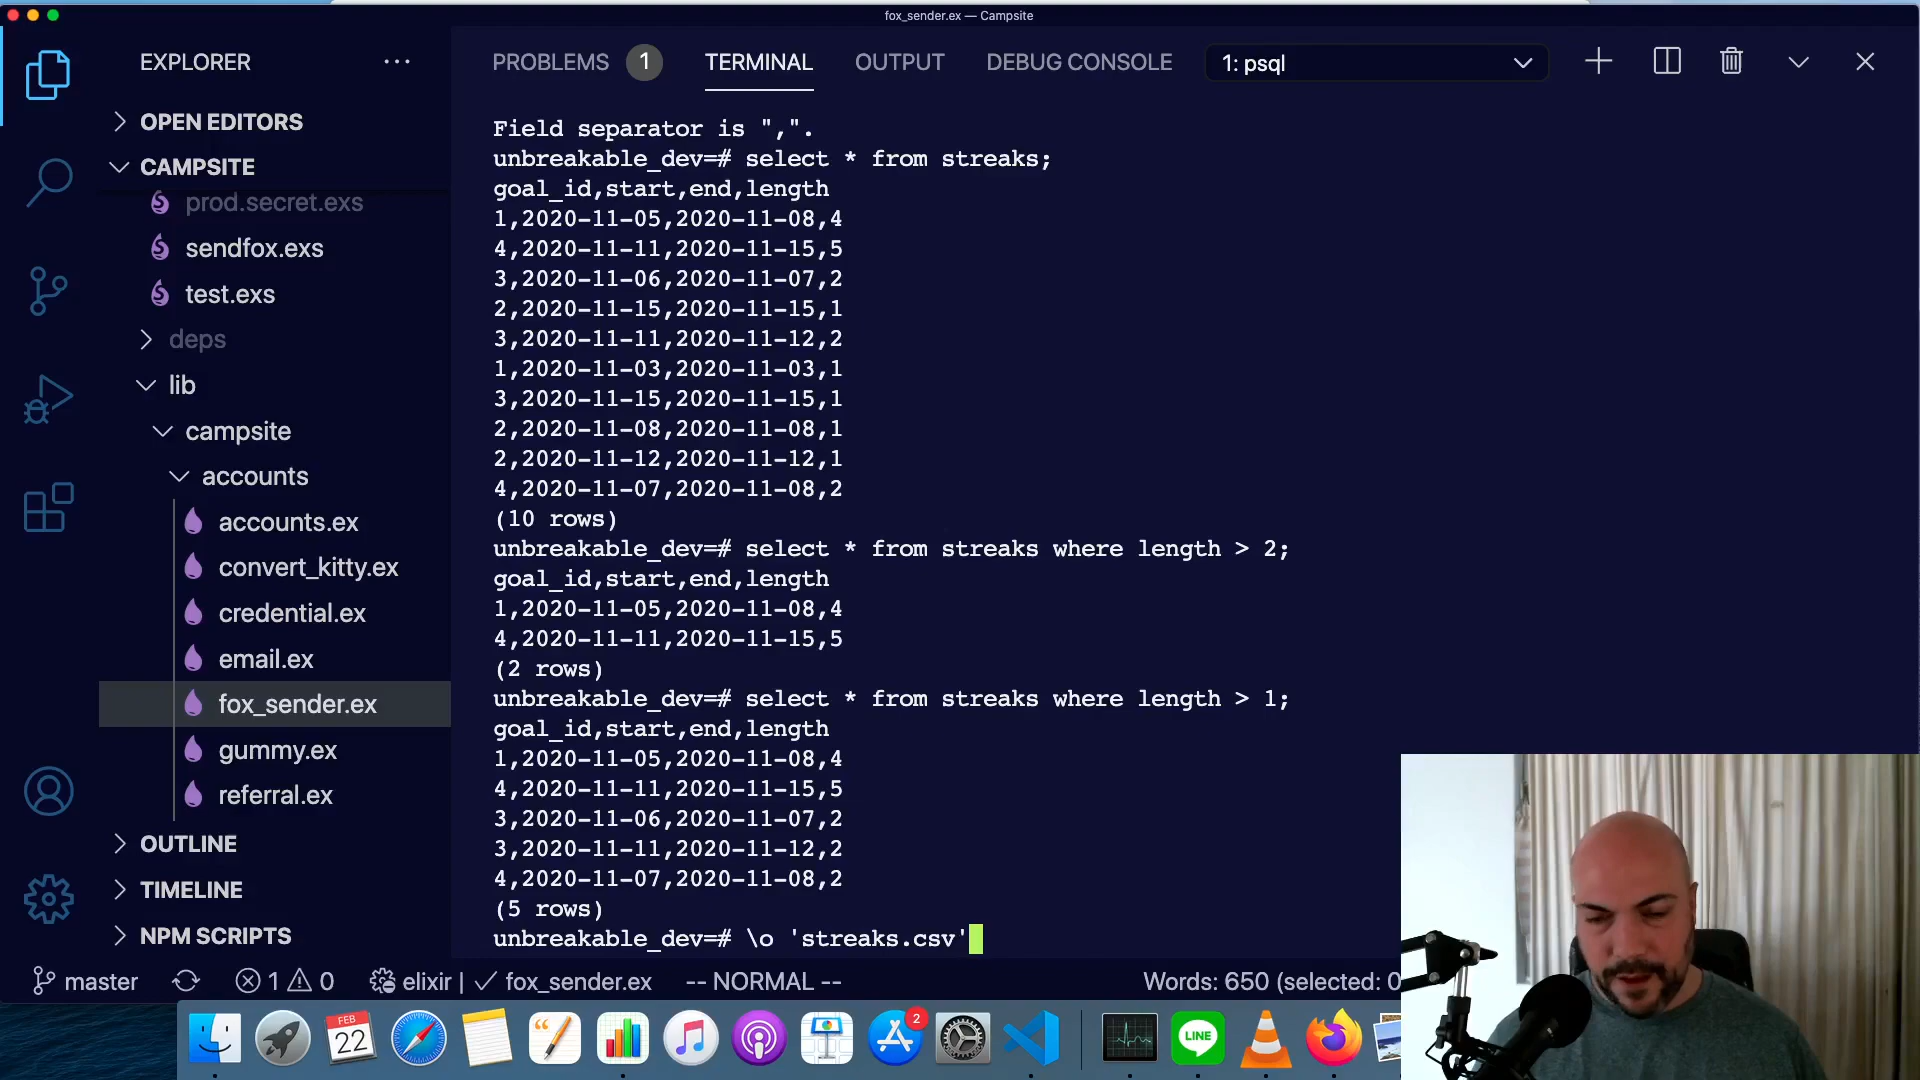 fox_sender.ex — Campsite
EXPLORER
OPEN EDITORS
CAMPSITE
prod.secret.exs
sendfox.exs
test.exs
deps
lib
campsite
accounts
accounts.ex
convert_kitty.ex
credential.ex
email.ex
fox_sender.ex
gummy.ex
referral.ex
OUTLINE
TIMELINE
NPM SCRIPTS
PROBLEMS 1 TERMINAL OUTPUT DEBUG CONSOLE 1: psql
Field separator is ",".
unbreakable_dev=# select * from streaks;
goal_id,start,end,length
1,2020-11-05,2020-11-08,4
4,2020-11-11,2020-11-15,5
3,2020-11-06,2020-11-07,2
2,2020-11-15,2020-11-15,1
3,2020-11-11,2020-11-12,2
1,2020-11-03,2020-11-03,1
3,2020-11-15,2020-11-15,1
2,2020-11-08,2020-11-08,1
2,2020-11-12,2020-11-12,1
4,2020-11-07,2020-11-08,2
(10 rows)
unbreakable_dev=# select * from streaks where length > 2;
goal_id,start,end,length
1,2020-11-05,2020-11-08,4
4,2020-11-11,2020-11-15,5
(2 rows)
unbreakable_dev=# select * from streaks where length > 1;
goal_id,start,end,length
1,2020-11-05,2020-11-08,4
4,2020-11-11,2020-11-15,5
3,2020-11-06,2020-11-07,2
3,2020-11-11,2020-11-12,2
4,2020-11-07,2020-11-08,2
(5 rows)
unbreakable_dev=# \o 'streaks.csv'
master 1 0 elixir | ✓ fox_sender.ex -- NORMAL -- Words: 650 (selected: 0
FEB
22
2
LINE